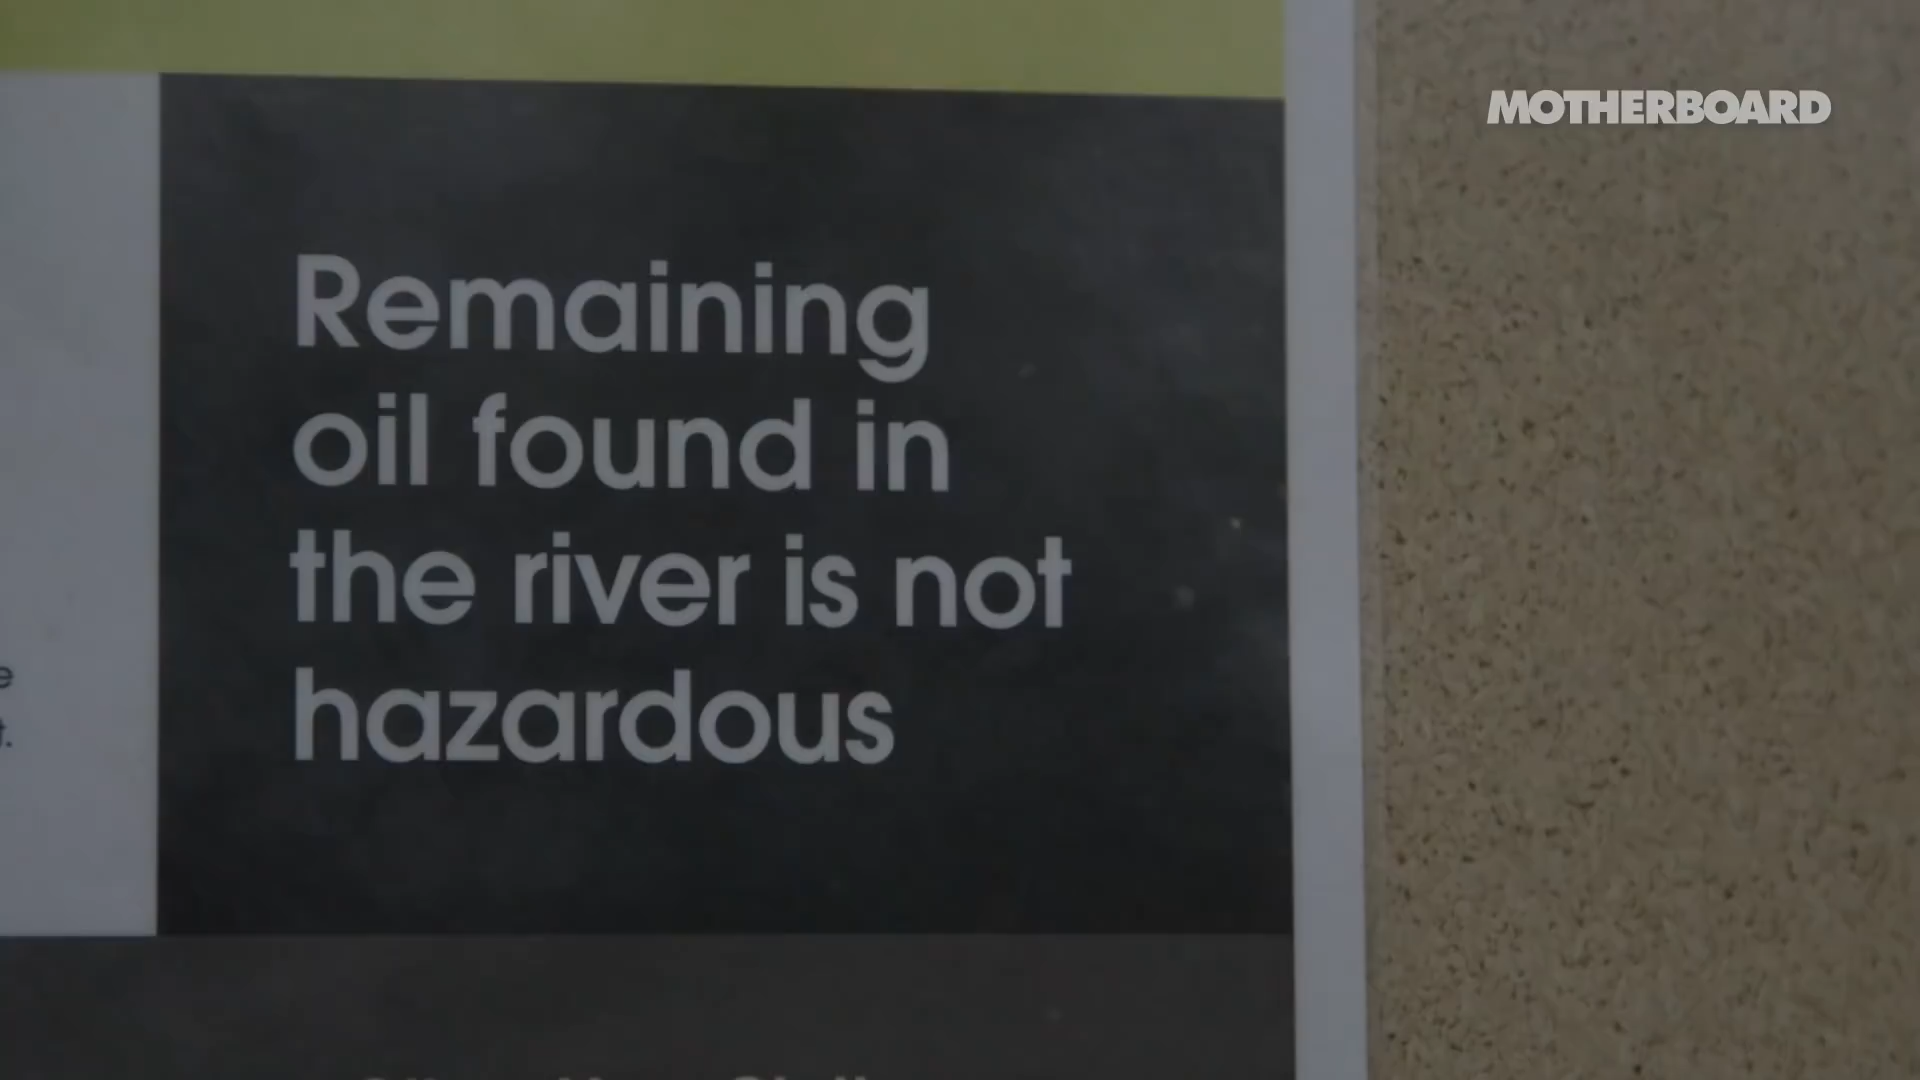 MOTHERBOARD
Remaining
oil found in
the river is not
hazardous
e
t.